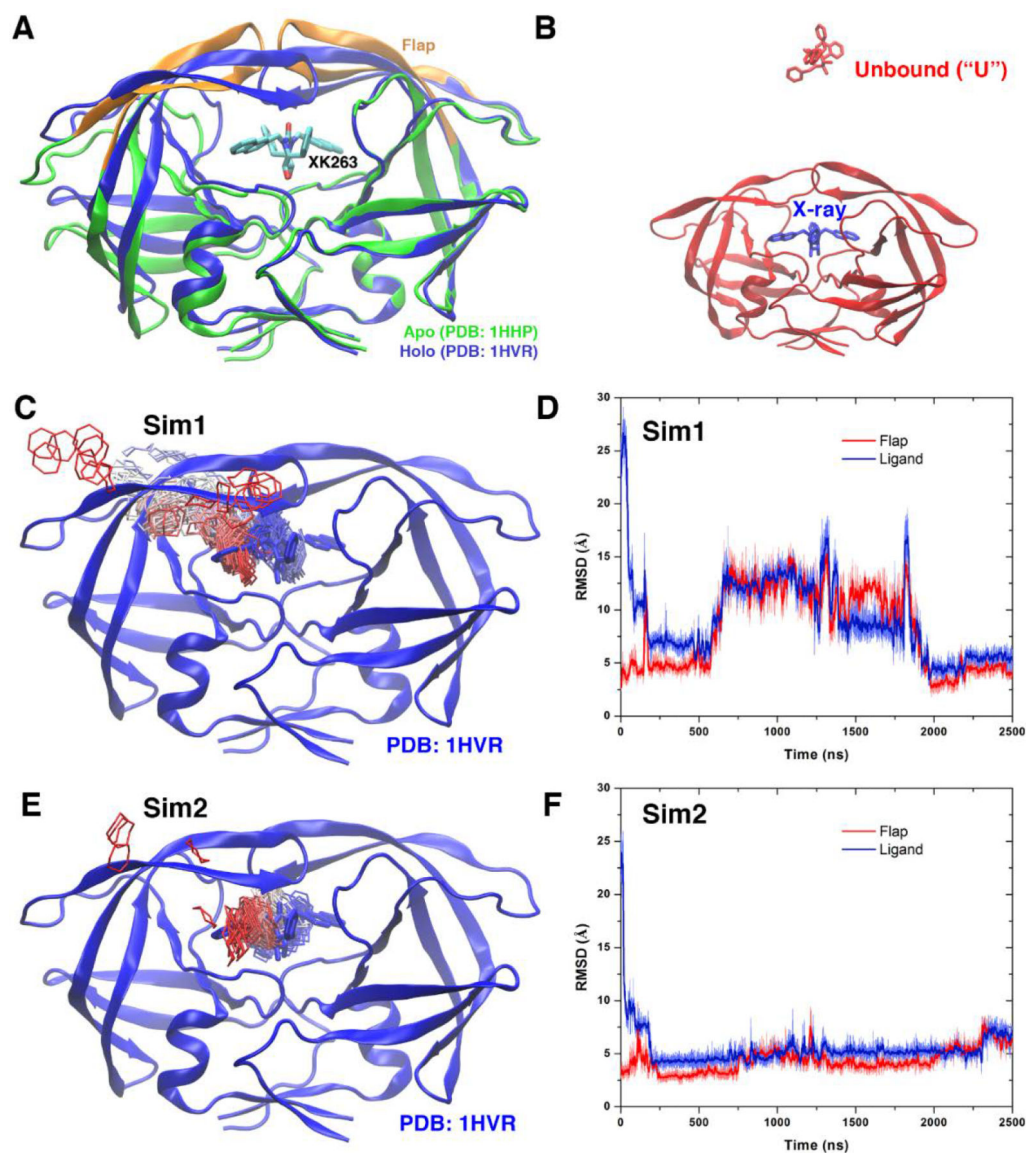 A
Flap
XK263
Apo (PDB: 1HHP)
Holo (PDB: 1HVR)
B
Unbound ("U")
X-ray
C
Sim1
PDB: 1HVR
D
Sim1
Flap
Ligand
RMSD (Å)
30
25
20
15
10
5
0
0 500 1000 1500 2000 2500
Time (ns)
E
Sim2
PDB: 1HVR
F
Sim2
Flap
Ligand
RMSD (Å)
30
25
20
15
10
5
0
0 500 1000 1500 2000 2500
Time (ns)